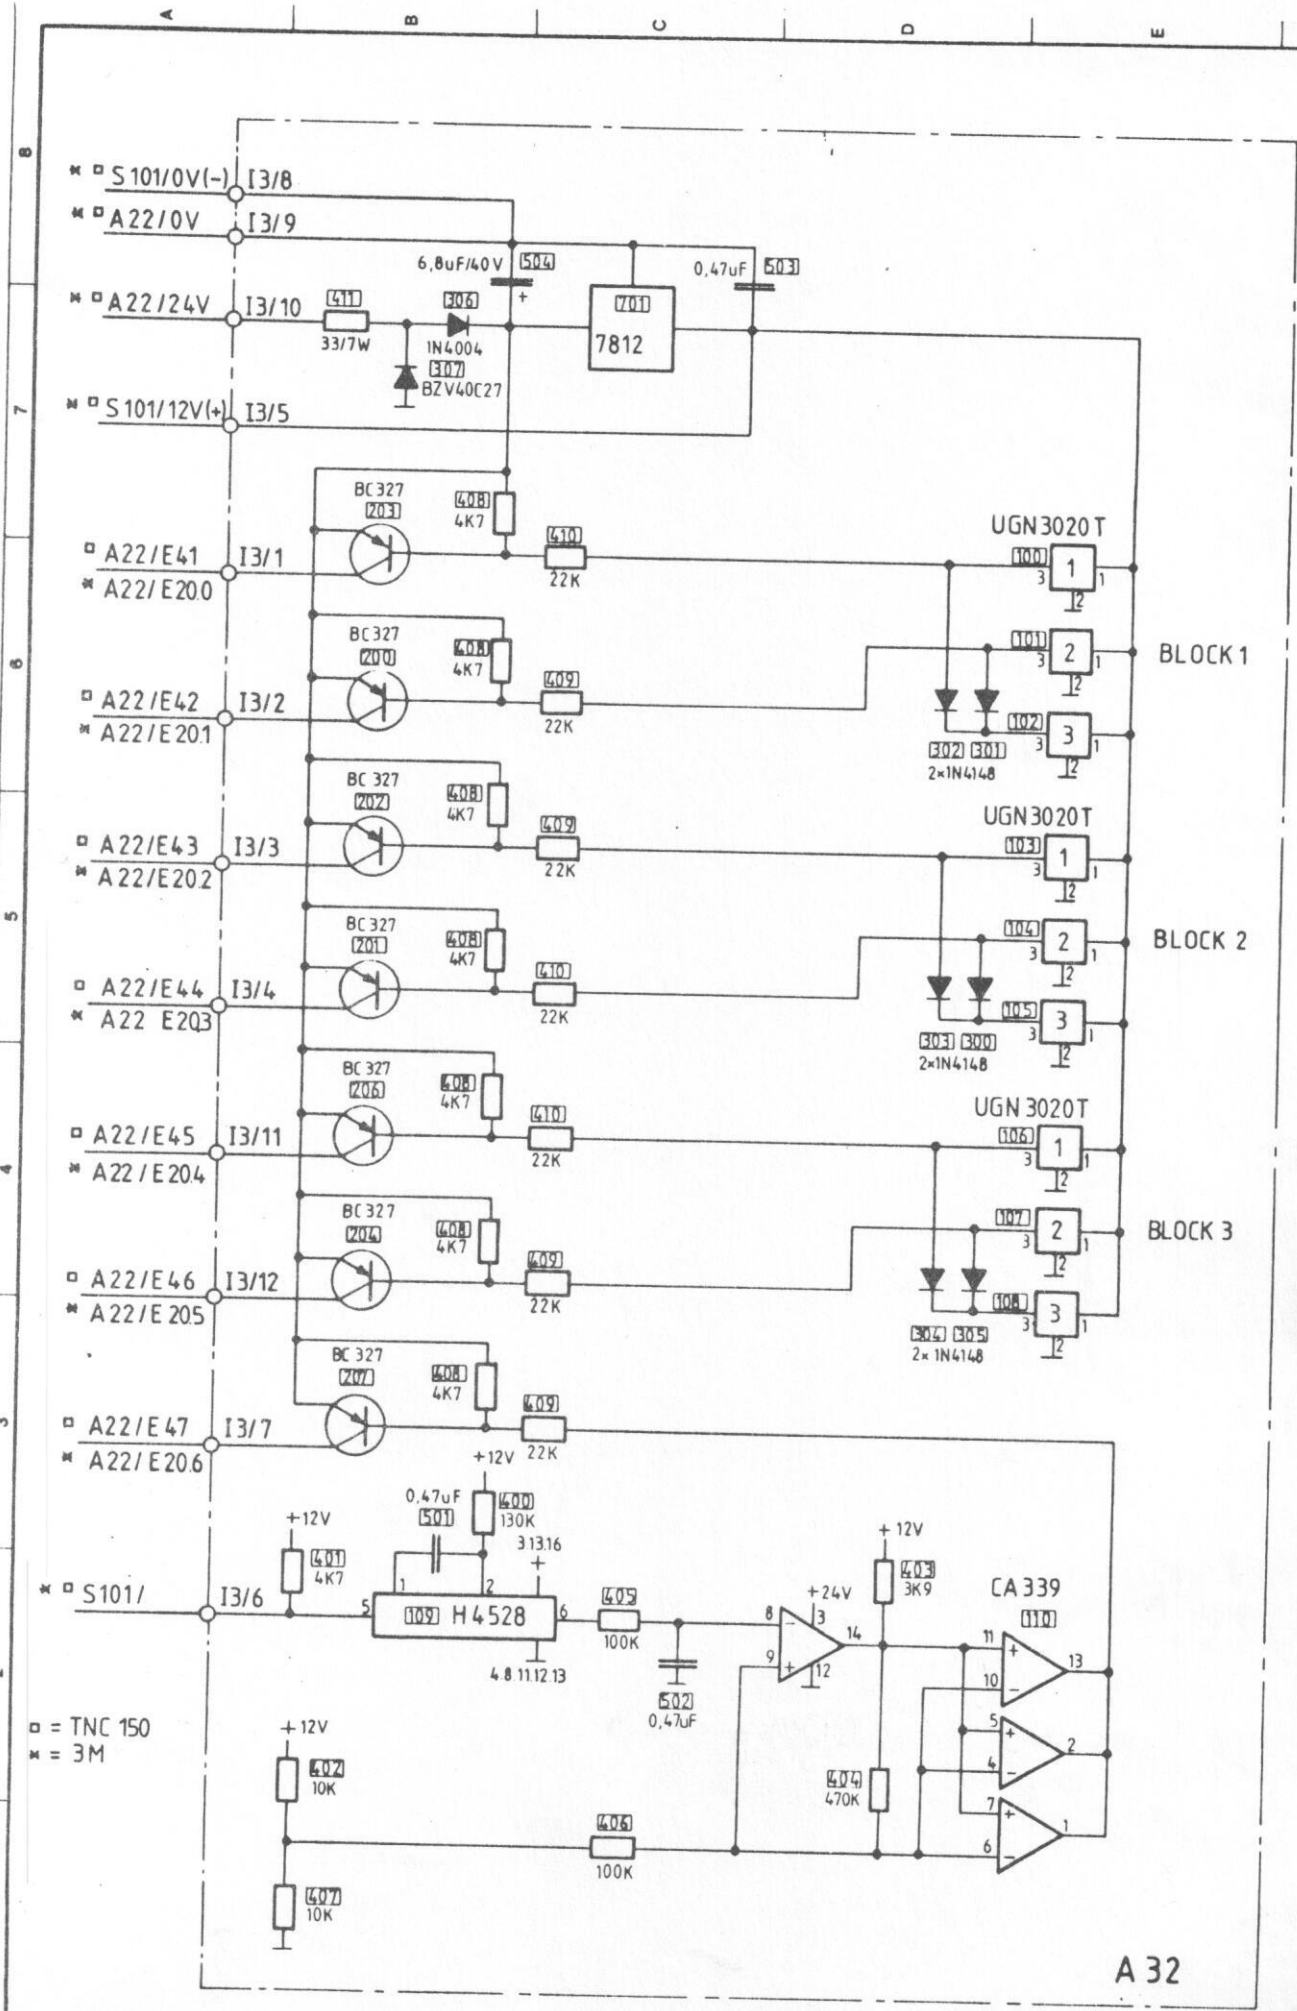 A B C D E
8
* □ S101/0V(-) I3/8
* □ A22/0V I3/9
6,8uF/40V 504
+
0,47uF 503
* □ A22/24V I3/10
411
33/7W
306
1N4004
307
BZV40C27
701
7812
7
* □ S101/12V(+) I3/5
BC327
203
408
4K7
410
22K
□ A22/E41 I3/1
* A22/E20.0
UGN3020T
100
3 1 1
2
6
BC327
200
408
4K7
409
22K
□ A22/E42 I3/2
* A22/E20.1
101
3 2 1
2
BLOCK 1
102
3 3 1
2
302 301
2×1N4148
BC327
202
408
4K7
409
22K
□ A22/E43 I3/3
* A22/E20.2
UGN3020T
103
3 1 1
2
5
BC327
201
408
4K7
410
22K
□ A22/E44 I3/4
* A22 E20.3
104
3 2 1
2
BLOCK 2
105
3 3 1
2
303 300
2×1N4148
BC327
206
408
4K7
410
22K
□ A22/E45 I3/11
* A22/E20.4
UGN3020T
106
3 1 1
2
4
BC327
204
408
4K7
409
22K
□ A22/E46 I3/12
* A22/E20.5
107
3 2 1
2
BLOCK 3
108
3 3 1
2
304 305
2×1N4148
BC327
207
408
4K7
409
22K
3
□ A22/E47 I3/7
* A22/E20.6
+12V
0,47uF
501
400
130K
+12V
401
4K7
3.13.16
+
* □ S101/ I3/6
5 1 2 6
109 H4528
4.8.11.12.13
405
100K
502
0,47uF
+24V
8 - 3
9 + 12
14
+12V
403
3K9
CA339
110
11 + 13
10 -
5 + 2
4 -
7 + 1
6 -
□ = TNC 150
* = 3M
+12V
402
10K
404
470K
406
100K
407
10K
A 32